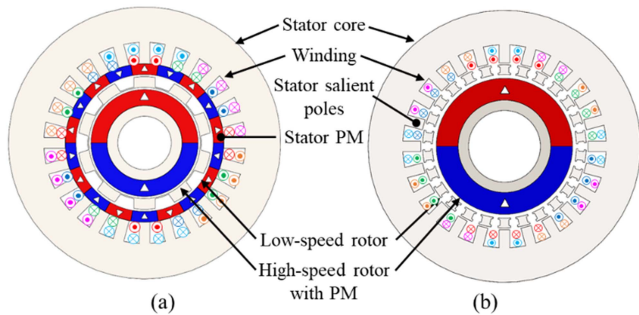 Stator core
Winding
Stator salient
poles
Stator PM
Low-speed rotor
High-speed rotor
with PM
(a)
(b)